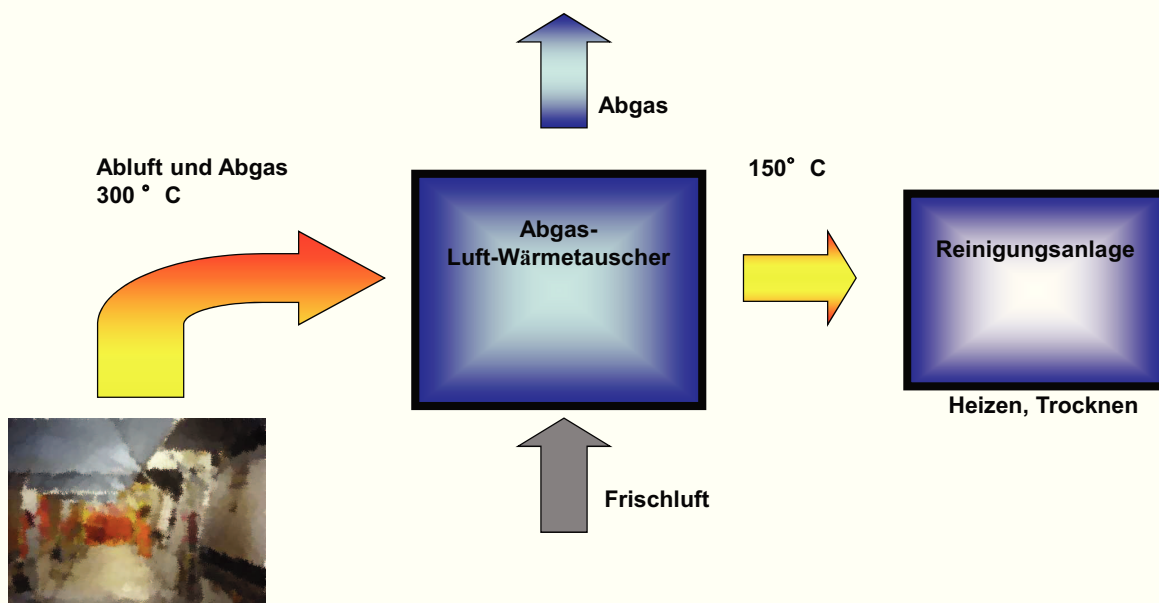 Abgas
Abluft und Abgas
300 ° C
150° C
Abgas-
Luft-Wärmetauscher
Reinigungsanlage
Heizen, Trocknen
Frischluft